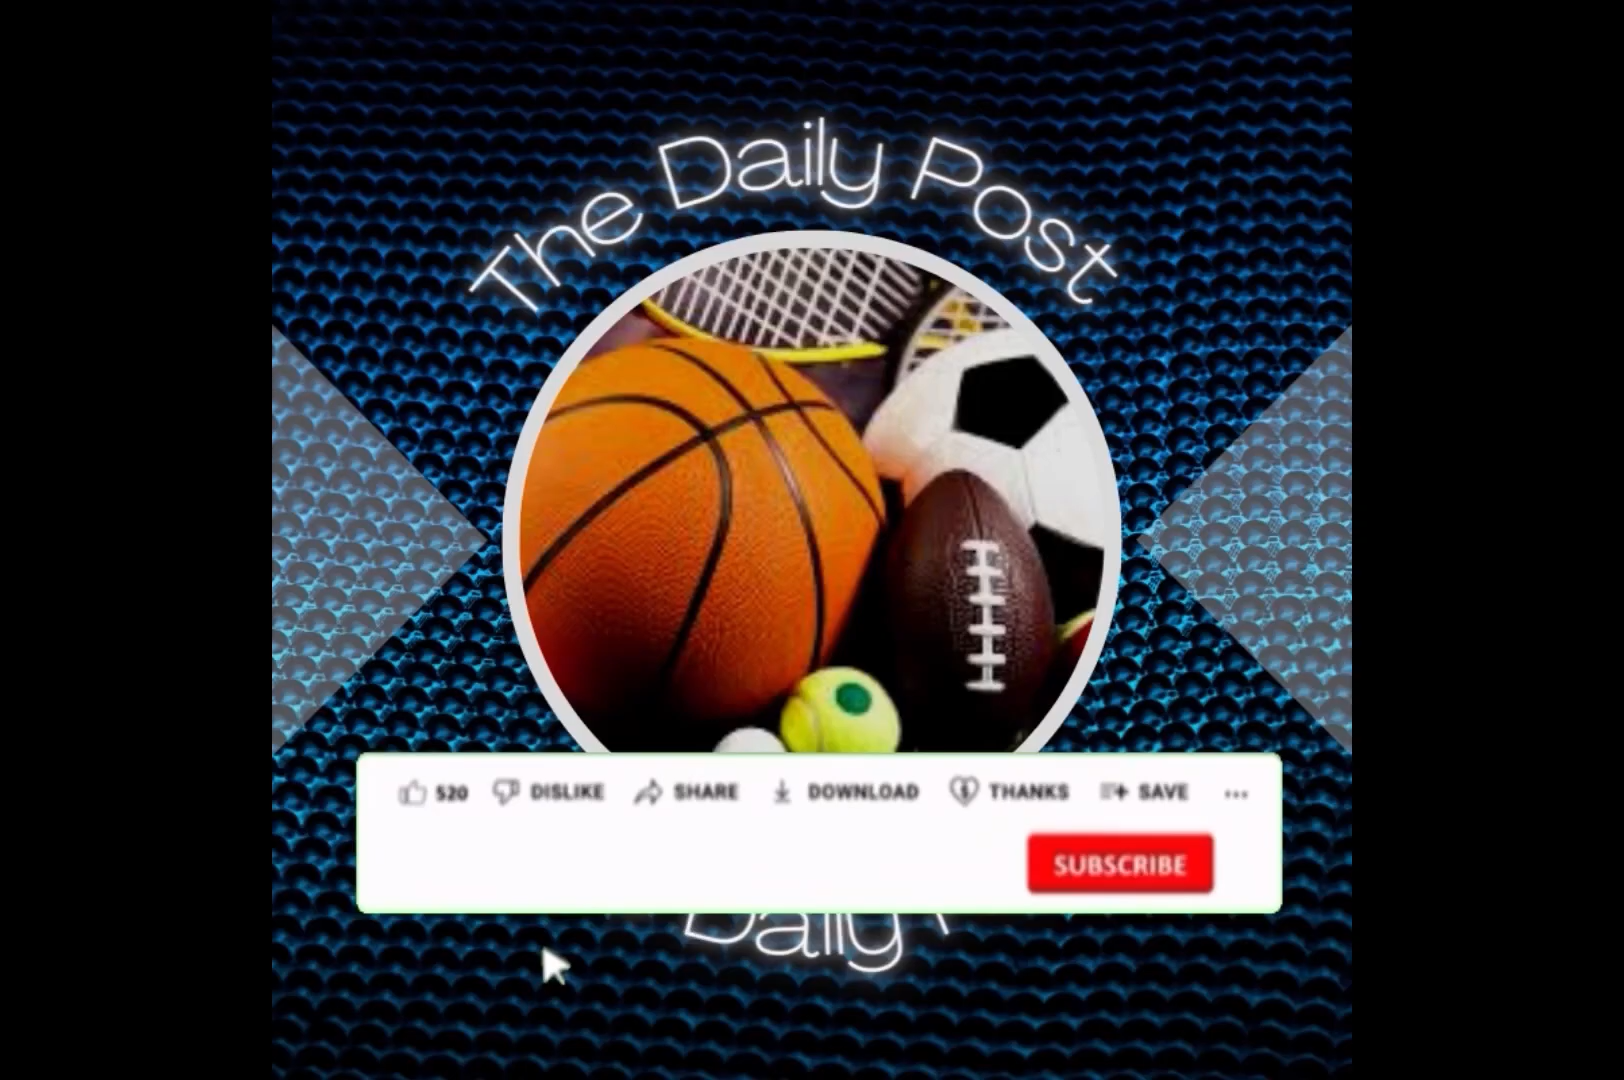 The Daily Post
520 DISLIKE SHARE DOWNLOAD THANKS SAVE ...
SUBSCRIBE
Daily